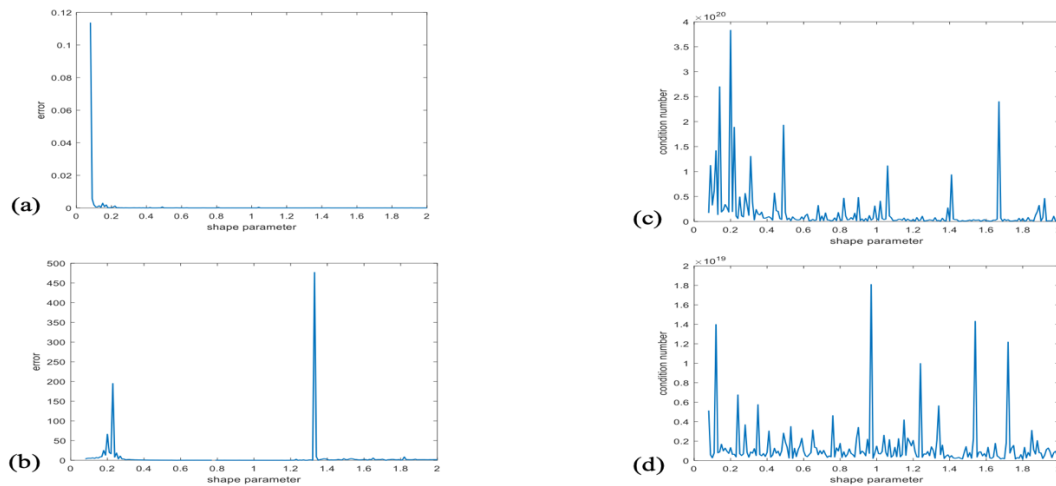 (a)
0.12
0.1
0.08
0.06
0.04
0.02
0
error
0 0.2 0.4 0.6 0.8 1 1.2 1.4 1.6 1.8 2
shape parameter
(b)
500
450
400
350
300
250
200
150
100
50
0
error
0 0.2 0.4 0.6 0.8 1 1.2 1.4 1.6 1.8 2
shape parameter
(c)
×10^20
4
3.5
3
2.5
2
1.5
1
0.5
0
condition number
0 0.2 0.4 0.6 0.8 1 1.2 1.4 1.6 1.8
shape parameter
(d)
×10^19
2
1.8
1.6
1.4
1.2
1
0.8
0.6
0.4
0.2
0
condition number
0 0.2 0.4 0.6 0.8 1 1.2 1.4 1.6 1.8
shape parameter